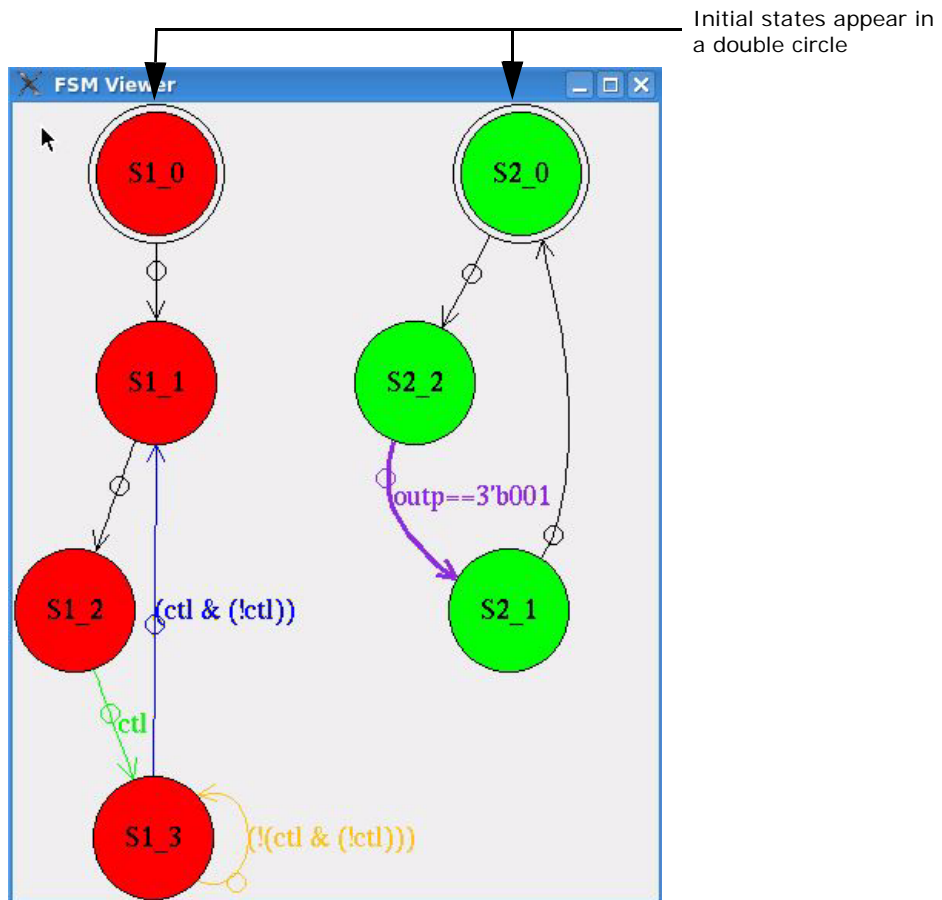 Initial states appear in
a double circle
FSM Viewer
S1_0
S2_0
S1_1
S2_2
outp==3'b001
S1_2
(ctl & (!ctl))
S2_1
ctl
S1_3
(!(ctl & (!ctl)))